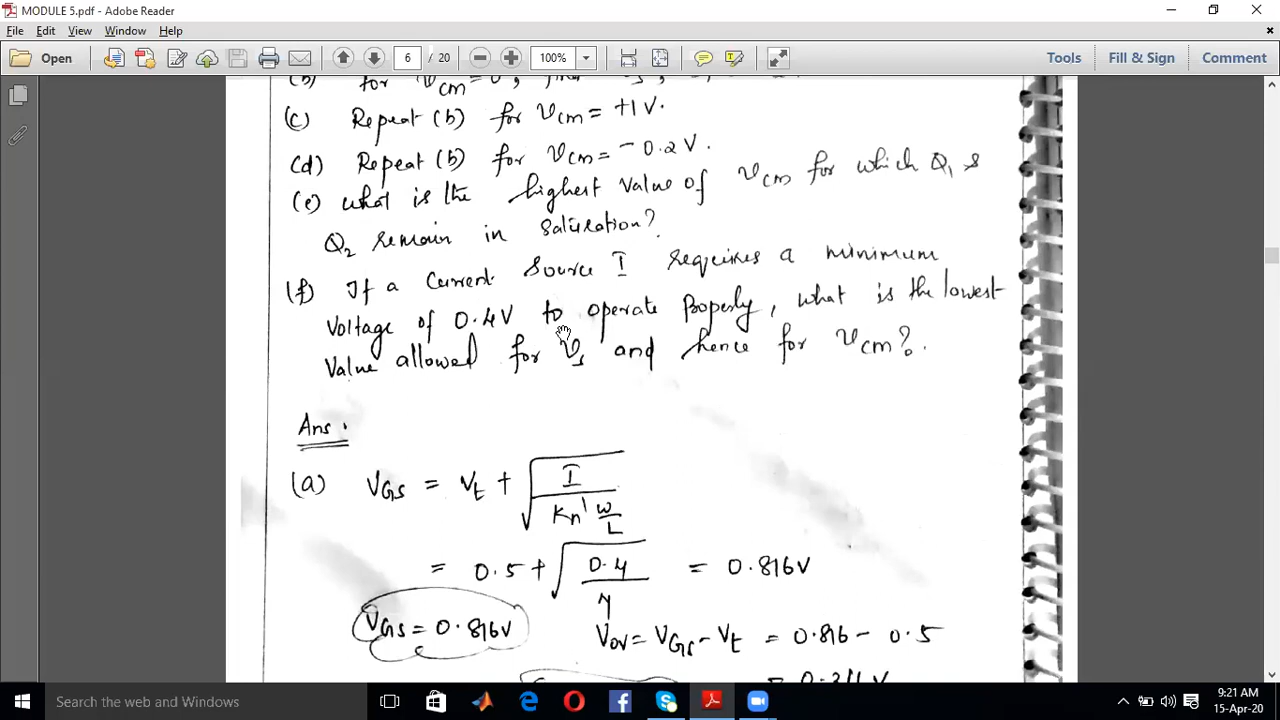 MODULE 5.pdf - Adobe Reader
File Edit View Window Help
Open 6 / 20 100% Tools Fill & Sign Comment
for Vcm = 0,
(c) Repeat (b) for Vcm = +1V.
(d) Repeat (b) for Vcm = -0.2V.
(e) what is the highest value of Vcm for which Q1 &
Q2 remain in saturation?
(f) If a current source I requires a minimum
Voltage of 0.4V to operate properly, what is the lowest
Value allowed for Vs and hence for Vcm?
Ans.
(a) VGS = Vt + √(I / Kn' W/L)
= 0.5 + √(0.4 / 4) = 0.816V
VGS = 0.816V Vov = VGS - Vt = 0.816 - 0.5
Search the web and Windows
9:21 AM
15-Apr-20